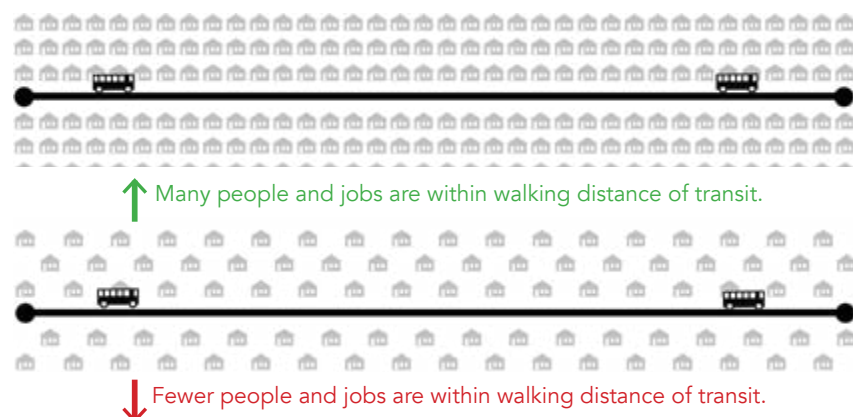 Many people and jobs are within walking distance of transit.
Fewer people and jobs are within walking distance of transit.